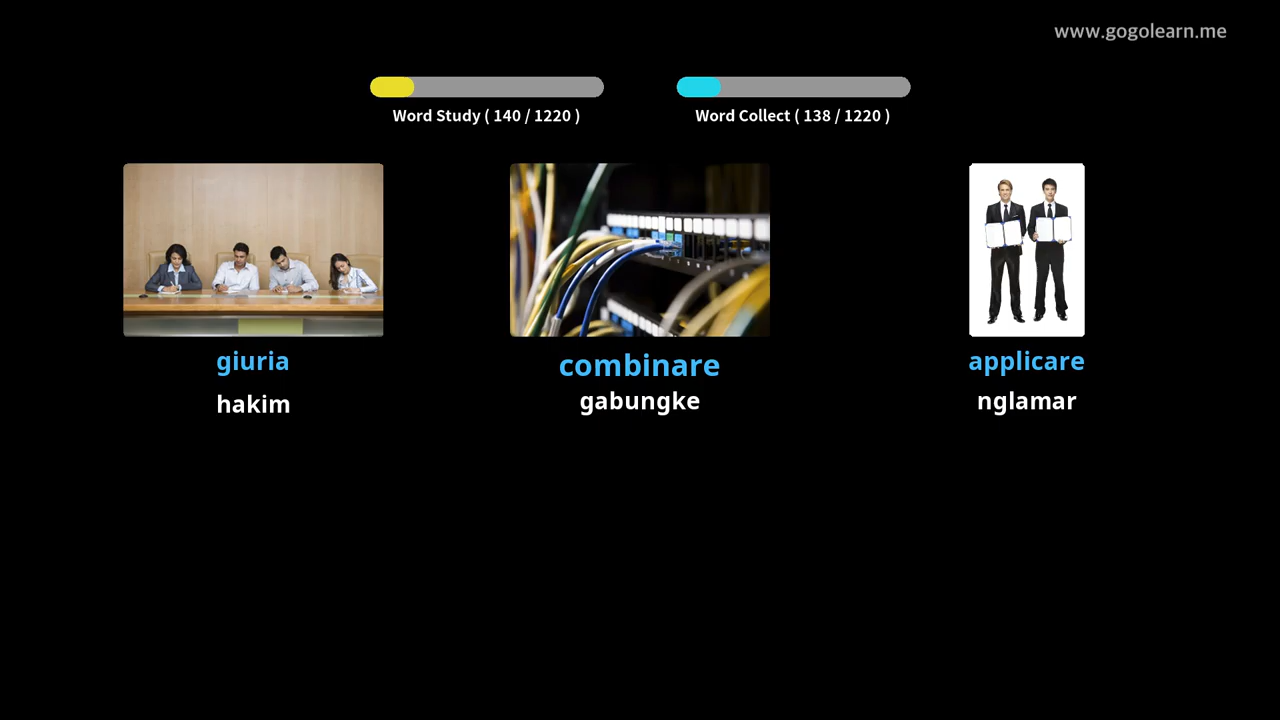 www.gogolearn.me
Word Study ( 140 / 1220 )
Word Collect ( 138 / 1220 )
giuria
combinare
applicare
hakim
gabungke
nglamar